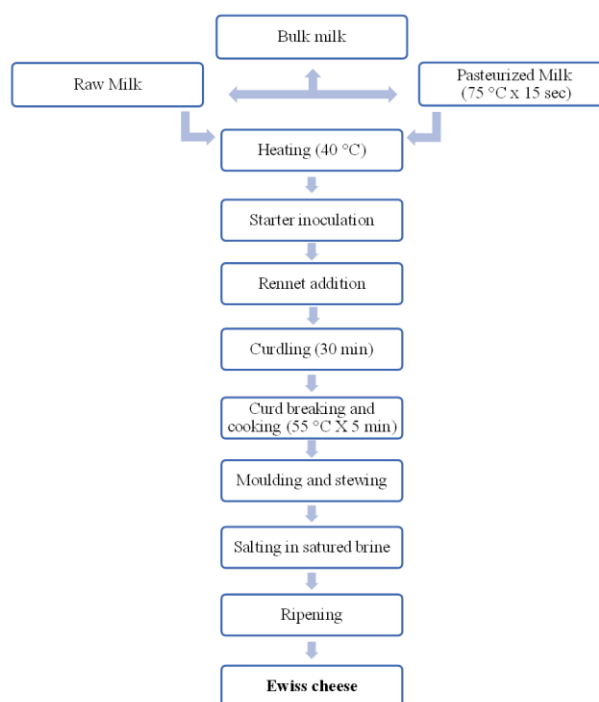 Bulk milk
Raw Milk
Pasteurized Milk
(75 °C x 15 sec)
Heating (40 °C)
Starter inoculation
Rennet addition
Curdling (30 min)
Curd breaking and
cooking (55 °C X 5 min)
Moulding and stewing
Salting in satured brine
Ripening
Ewiss cheese